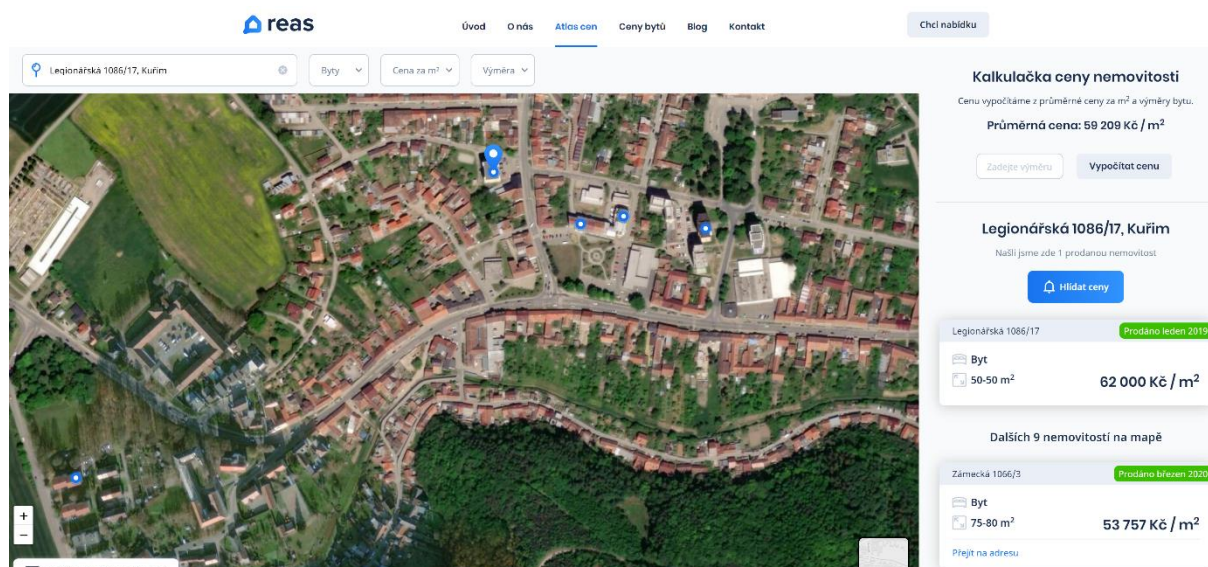 reas
Úvod O nás Atlas cen Ceny bytů Blog Kontakt
Chci nabídku
Legionářská 1086/17, Kuřim
Byty
Cena za m²
Výměra
Kalkulačka ceny nemovitosti
Cenu vypočítáme z průměrné ceny za m² a výměry bytu.
Průměrná cena: 59 209 Kč / m²
Zadejte výměru
Vypočítat cenu
Legionářská 1086/17, Kuřim
Našli jsme zde 1 prodanou nemovitost
Hlídat ceny
Legionářská 1086/17
Prodáno leden 2019
Byt
50-50 m²
62 000 Kč / m²
Dalších 9 nemovitostí na mapě
Zámecká 1066/3
Prodáno březen 2020
Byt
75-80 m²
53 757 Kč / m²
Přejít na adresu
+
−